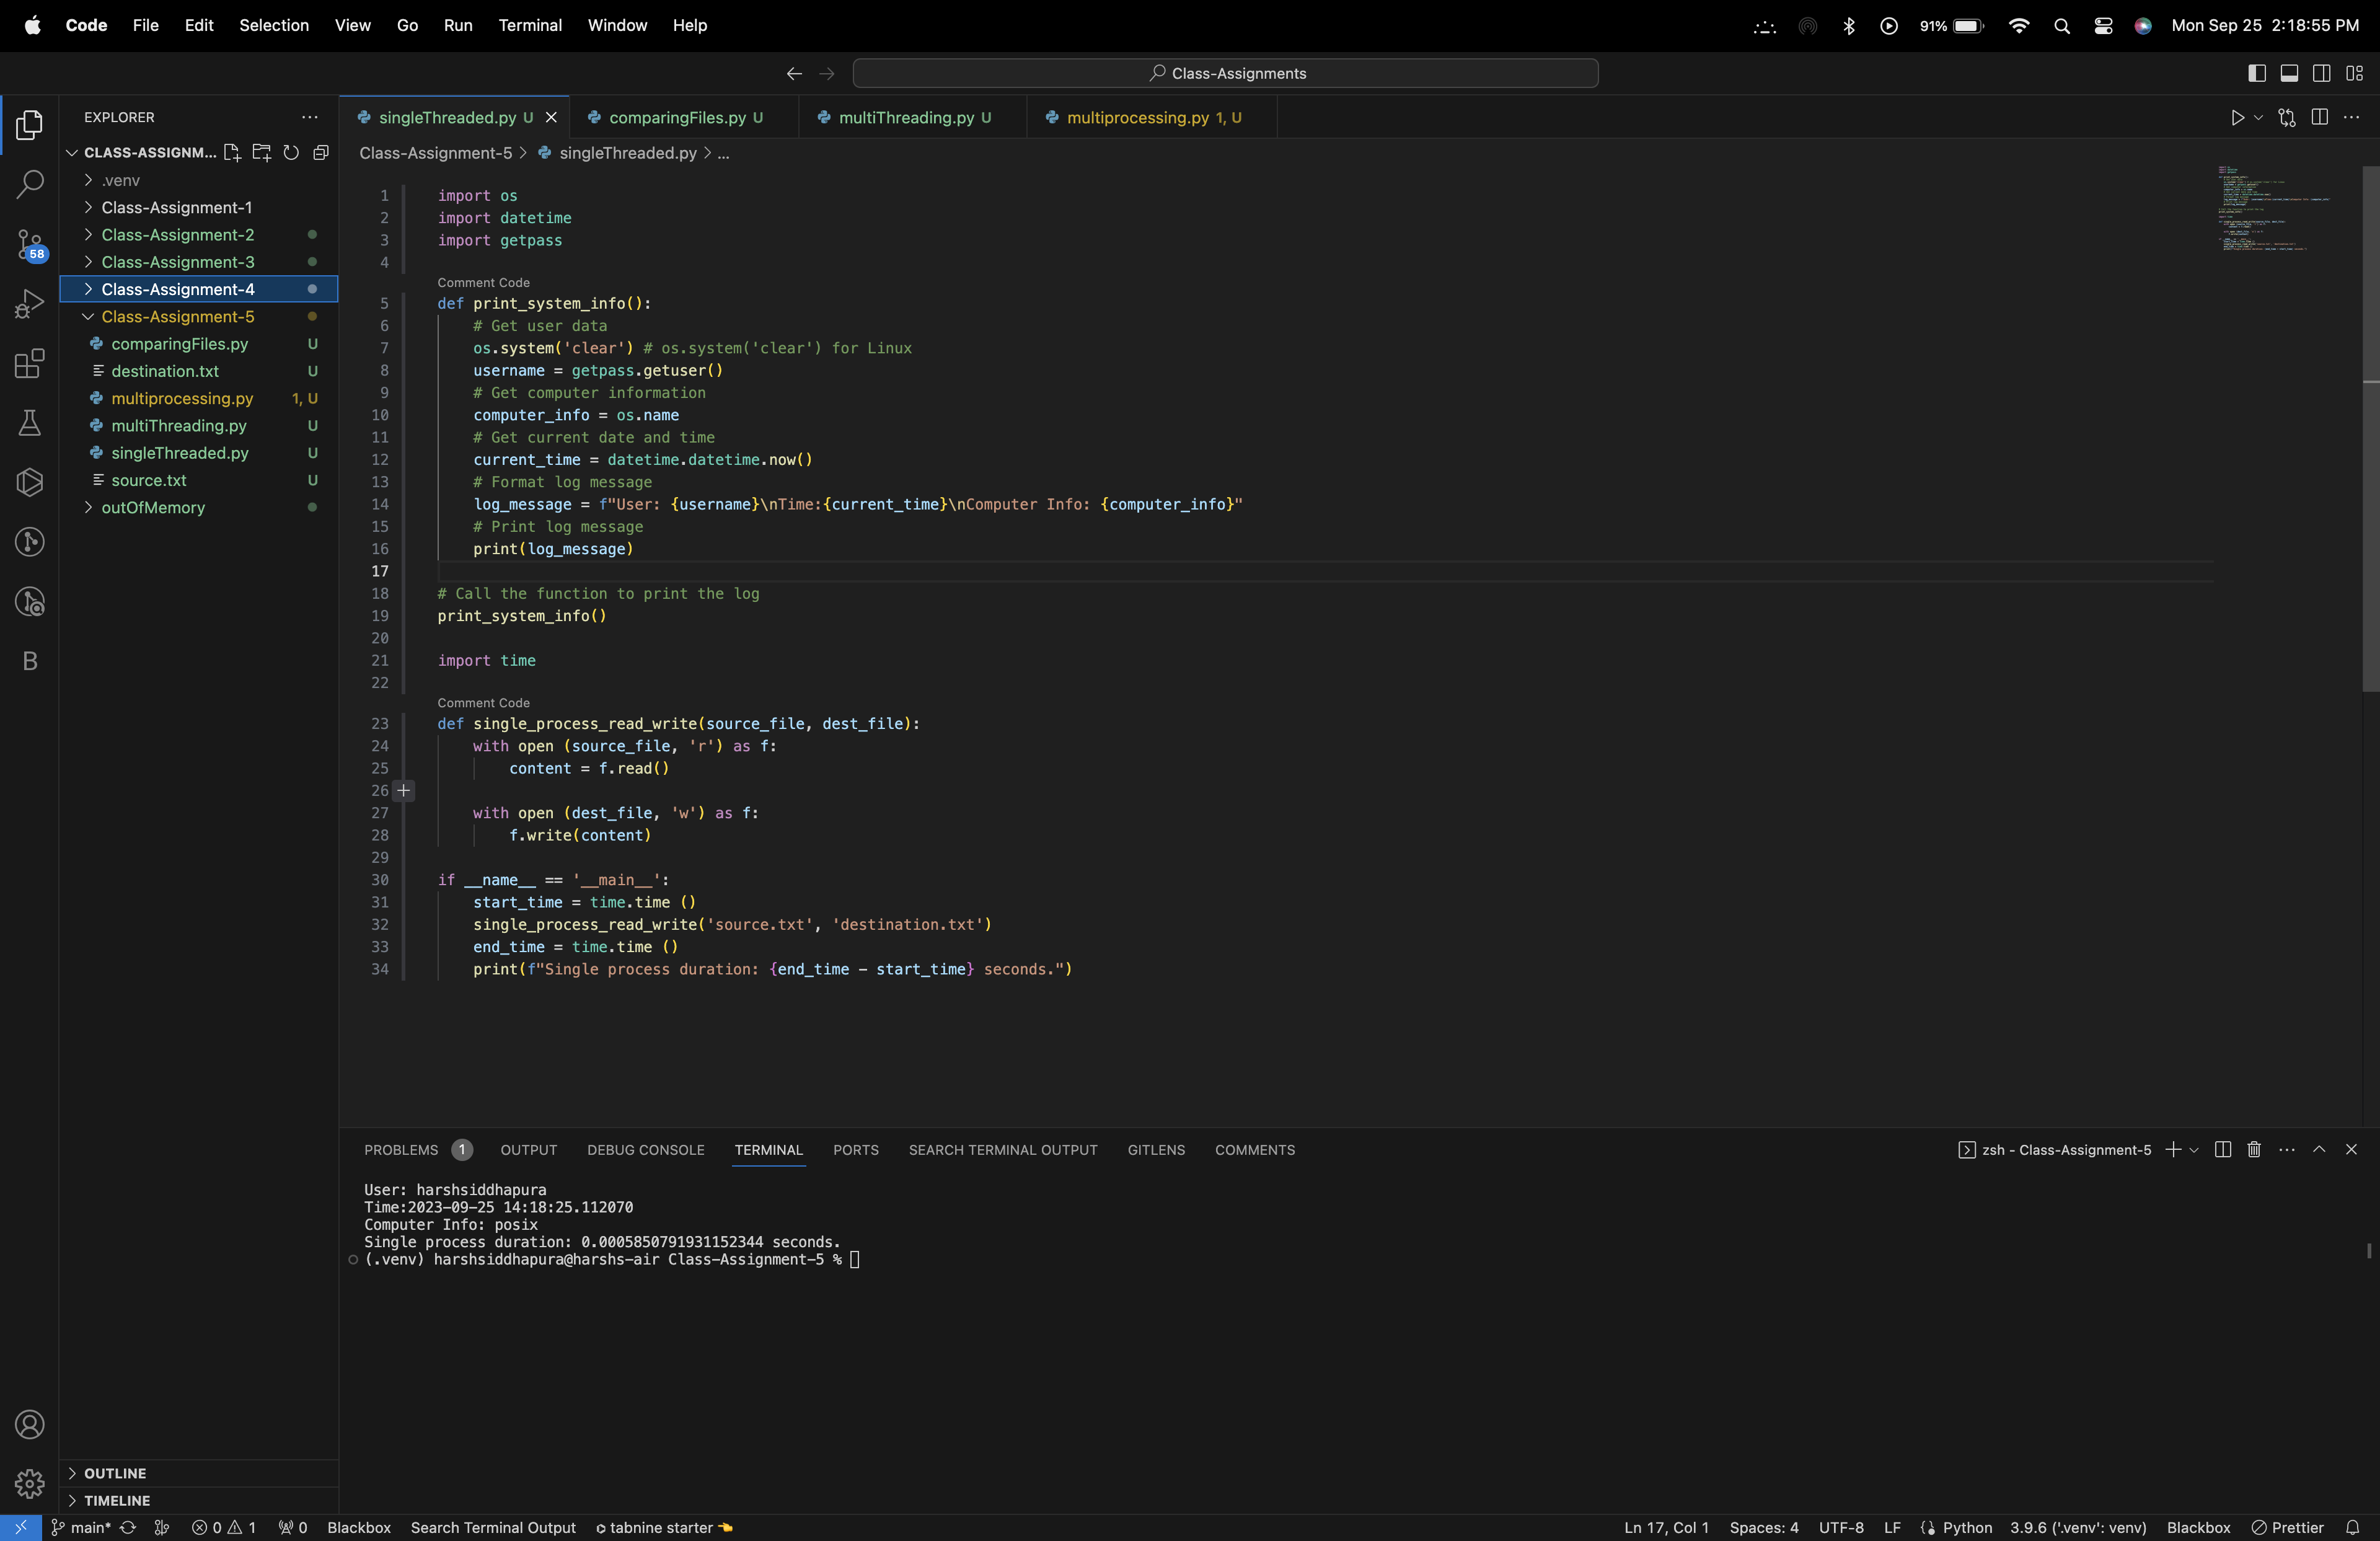 Code File Edit Selection View Go Run Terminal Window Help 91% Mon Sep 25 2:18:55 PM
Class-Assignments
EXPLORER
singleThreaded.py U
comparingFiles.py U
multiThreading.py U
multiprocessing.py 1, U
CLASS-ASSIGNM...
.venv
Class-Assignment-1
Class-Assignment-2
Class-Assignment-3
Class-Assignment-4
Class-Assignment-5
comparingFiles.py U
destination.txt U
multiprocessing.py 1, U
multiThreading.py U
singleThreaded.py U
source.txt U
outOfMemory
58
B
OUTLINE
TIMELINE
Class-Assignment-5 > singleThreaded.py > ...
1 import os
2 import datetime
3 import getpass
4
Comment Code
5 def print_system_info():
6 # Get user data
7 os.system('clear') # os.system('clear') for Linux
8 username = getpass.getuser()
9 # Get computer information
10 computer_info = os.name
11 # Get current date and time
12 current_time = datetime.datetime.now()
13 # Format log message
14 log_message = f"User: {username}\nTime:{current_time}\nComputer Info: {computer_info}"
15 # Print log message
16 print(log_message)
17
18 # Call the function to print the log
19 print_system_info()
20
21 import time
22
Comment Code
23 def single_process_read_write(source_file, dest_file):
24 with open (source_file, 'r') as f:
25 content = f.read()
26
27 with open (dest_file, 'w') as f:
28 f.write(content)
29
30 if __name__ == '__main__':
31 start_time = time.time ()
32 single_process_read_write('source.txt', 'destination.txt')
33 end_time = time.time ()
34 print(f"Single process duration: {end_time - start_time} seconds.")
PROBLEMS 1 OUTPUT DEBUG CONSOLE TERMINAL PORTS SEARCH TERMINAL OUTPUT GITLENS COMMENTS
zsh - Class-Assignment-5
User: harshsiddhapura
Time:2023-09-25 14:18:25.112070
Computer Info: posix
Single process duration: 0.0005850791931152344 seconds.
(.venv) harshsiddhapura@harshs-air Class-Assignment-5 %
main* 0 1 0 Blackbox Search Terminal Output tabnine starter
Ln 17, Col 1 Spaces: 4 UTF-8 LF Python 3.9.6 ('.venv': venv) Blackbox Prettier